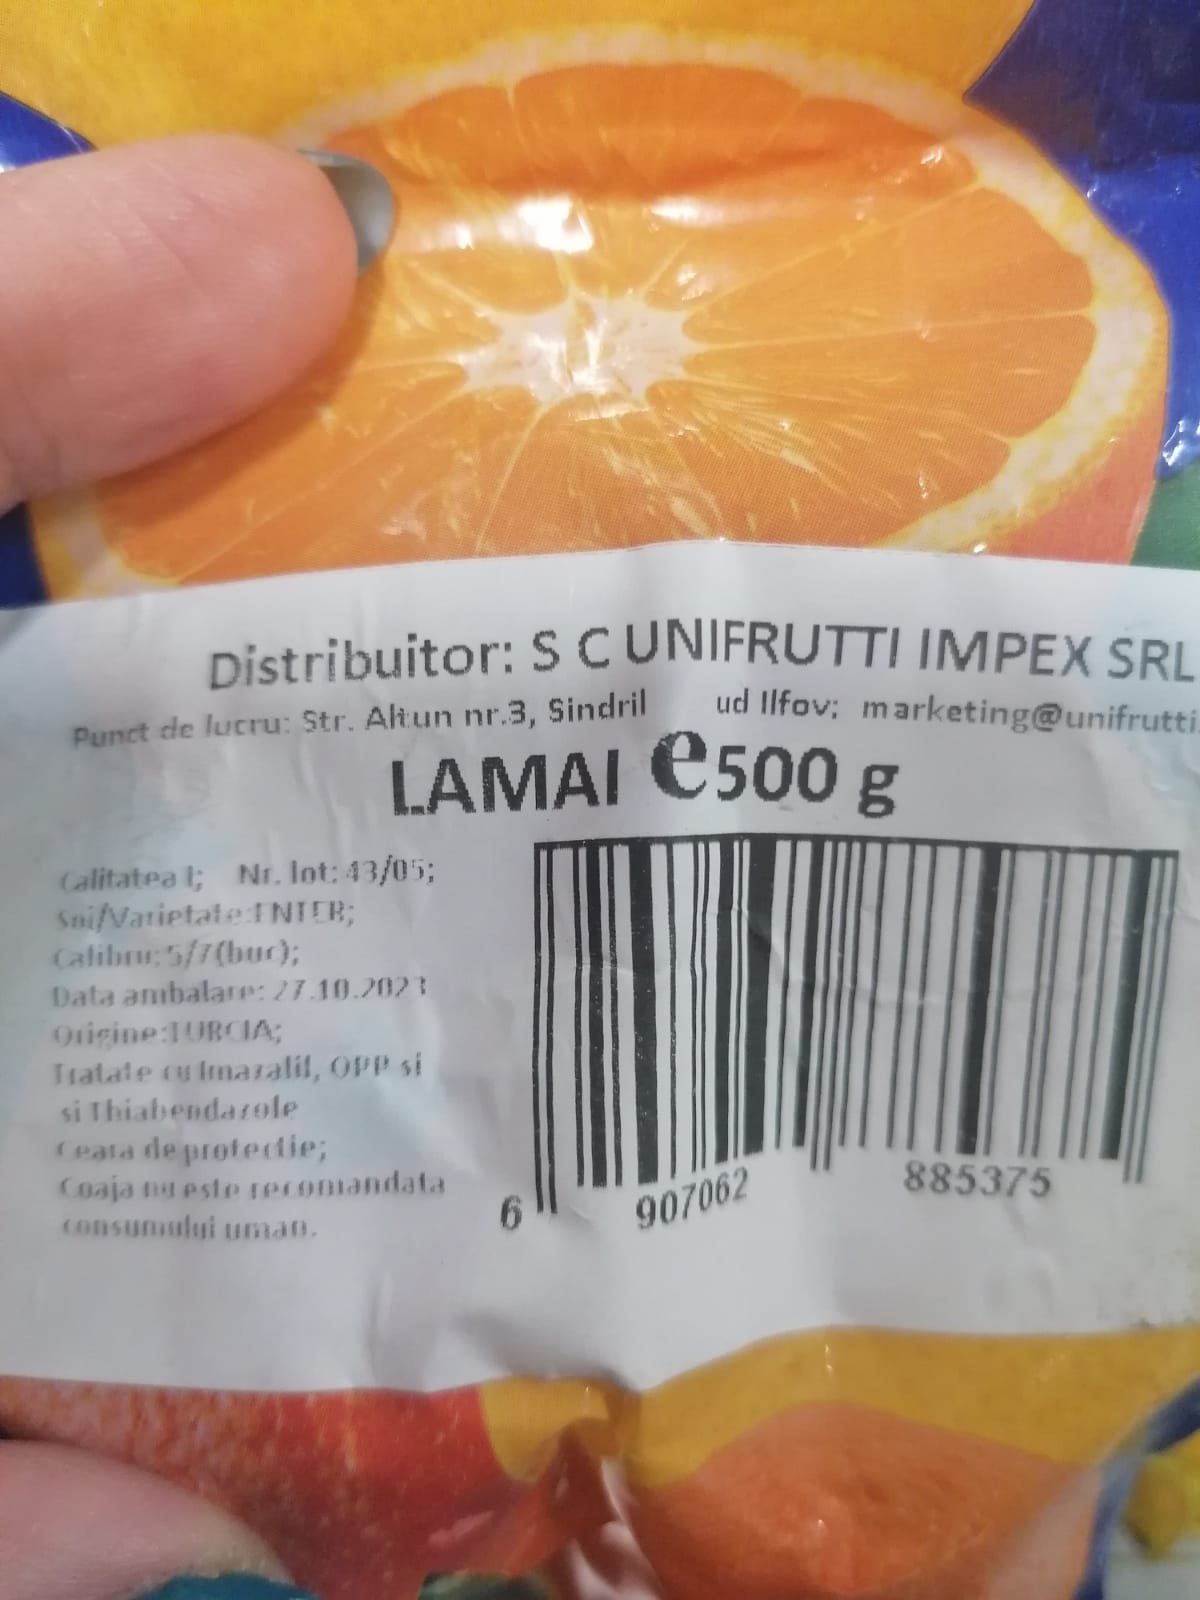 Distribuitor: S C UNIFRUTTI IMPEX SRL
Punct de lucru: Str. Altun nr.3, Sindril ud Ilfov; marketing@unifrutti.
LAMAI e500 g
Calitatea I; Nr. lot: 43/05;
Soi/Varietate:ENTER;
Calibru:5/7(buc);
Data ambalare: 27.10.2023
Origine:TURCIA;
Tratate cu Imazalil, OPP si
si Thiabendazole
Ceara de protectie;
Coaja nu este recomandata
consumului uman.
6 907062 885375